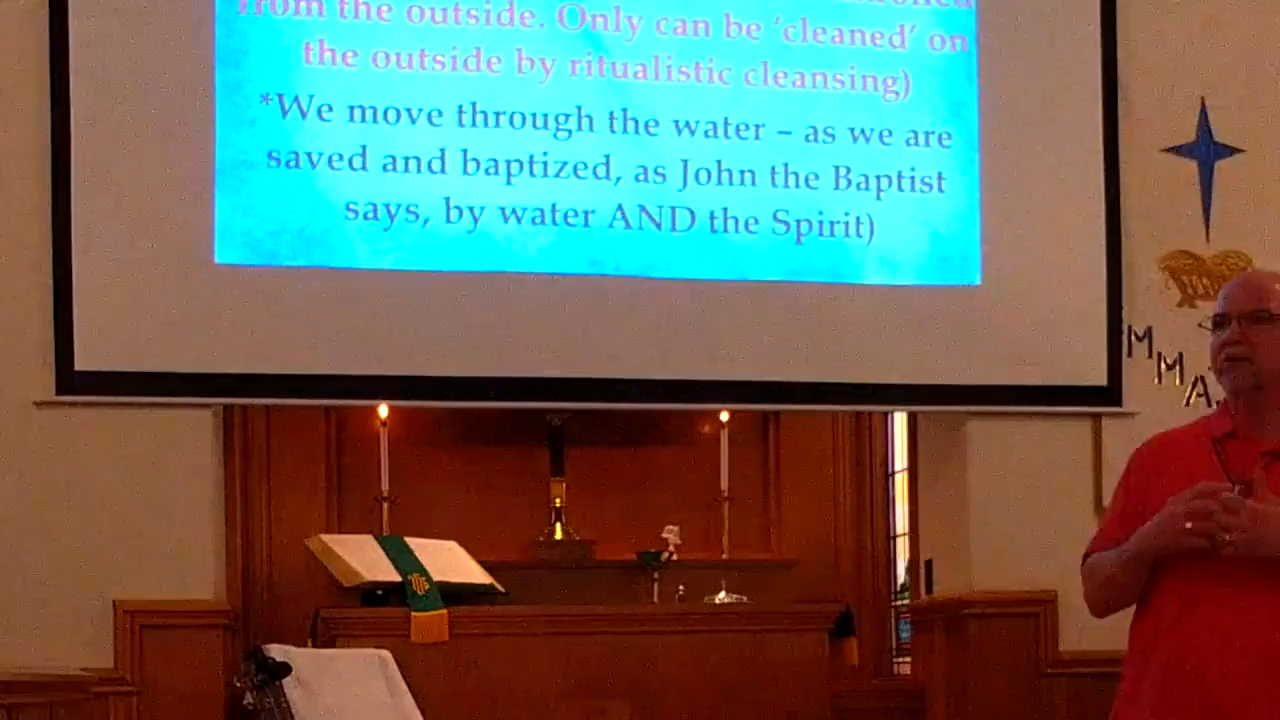 from the outside. Only can be 'cleaned' on
the outside by ritualistic cleansing)
*We move through the water – as we are
saved and baptized, as John the Baptist
says, by water AND the Spirit)
MMA